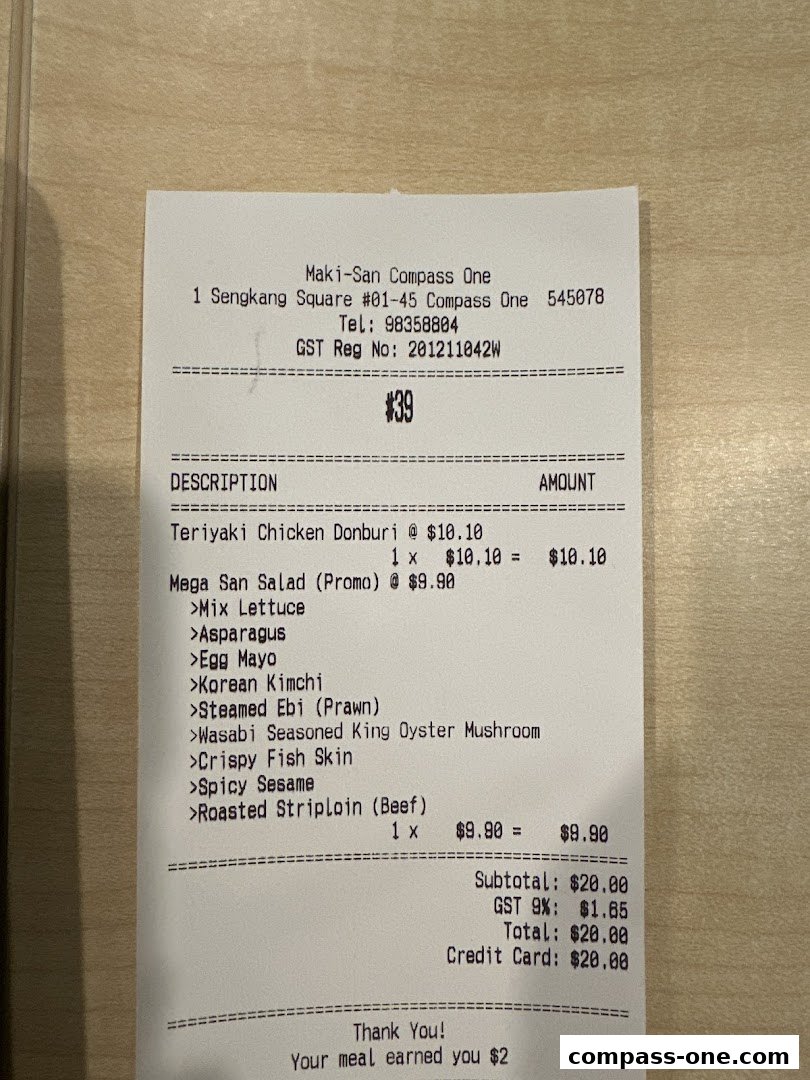 Maki-San Compass One
1 Sengkang Square #01-45 Compass One 545078
Tel: 98358804
GST Reg No: 201211042W
=============================================
#39
=============================================
DESCRIPTION AMOUNT
=============================================
Teriyaki Chicken Donburi @ $10.10
1 x $10.10 = $10.10
Mega San Salad (Promo) @ $9.90
>Mix Lettuce
>Asparagus
>Egg Mayo
>Korean Kimchi
>Steamed Ebi (Prawn)
>Wasabi Seasoned King Oyster Mushroom
>Crispy Fish Skin
>Spicy Sesame
>Roasted Striploin (Beef)
1 x $9.90 = $9.90
=============================================
Subtotal: $20.00
GST 9%: $1.65
Total: $20.00
Credit Card: $20.00
=============================================
Thank You!
Your meal earned you $2
compass-one.com